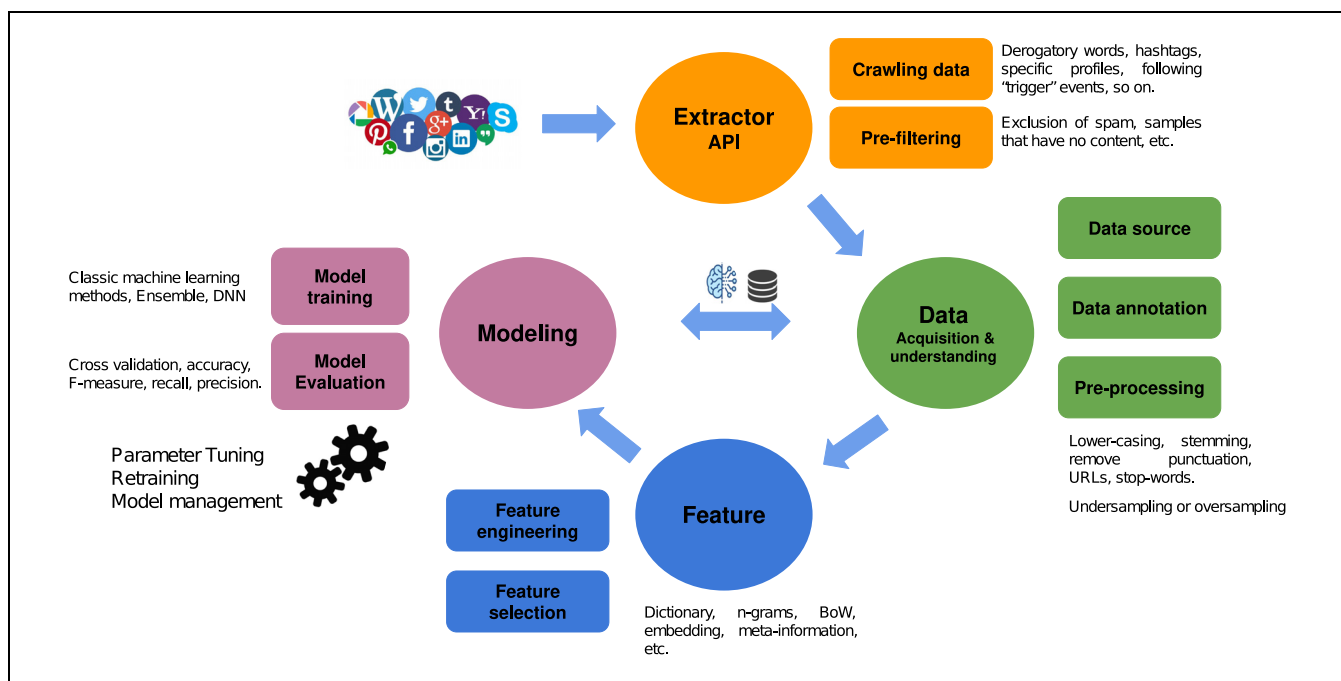 Extractor
API
Crawling data
Derogatory words, hashtags,
specific profiles, following
“trigger” events, so on.
Pre-filtering
Exclusion of spam, samples
that have no content, etc.
Data
Acquisition &
understanding
Data source
Data annotation
Pre-processing
Lower-casing, stemming,
remove punctuation,
URLs, stop-words.
Undersampling or oversampling
Feature
Feature
engineering
Feature
selection
Dictionary, n-grams, BoW,
embedding, meta-information,
etc.
Modeling
Model
training
Classic machine learning
methods, Ensemble, DNN
Model
Evaluation
Cross validation, accuracy,
F-measure, recall, precision.
Parameter Tuning
Retraining
Model management